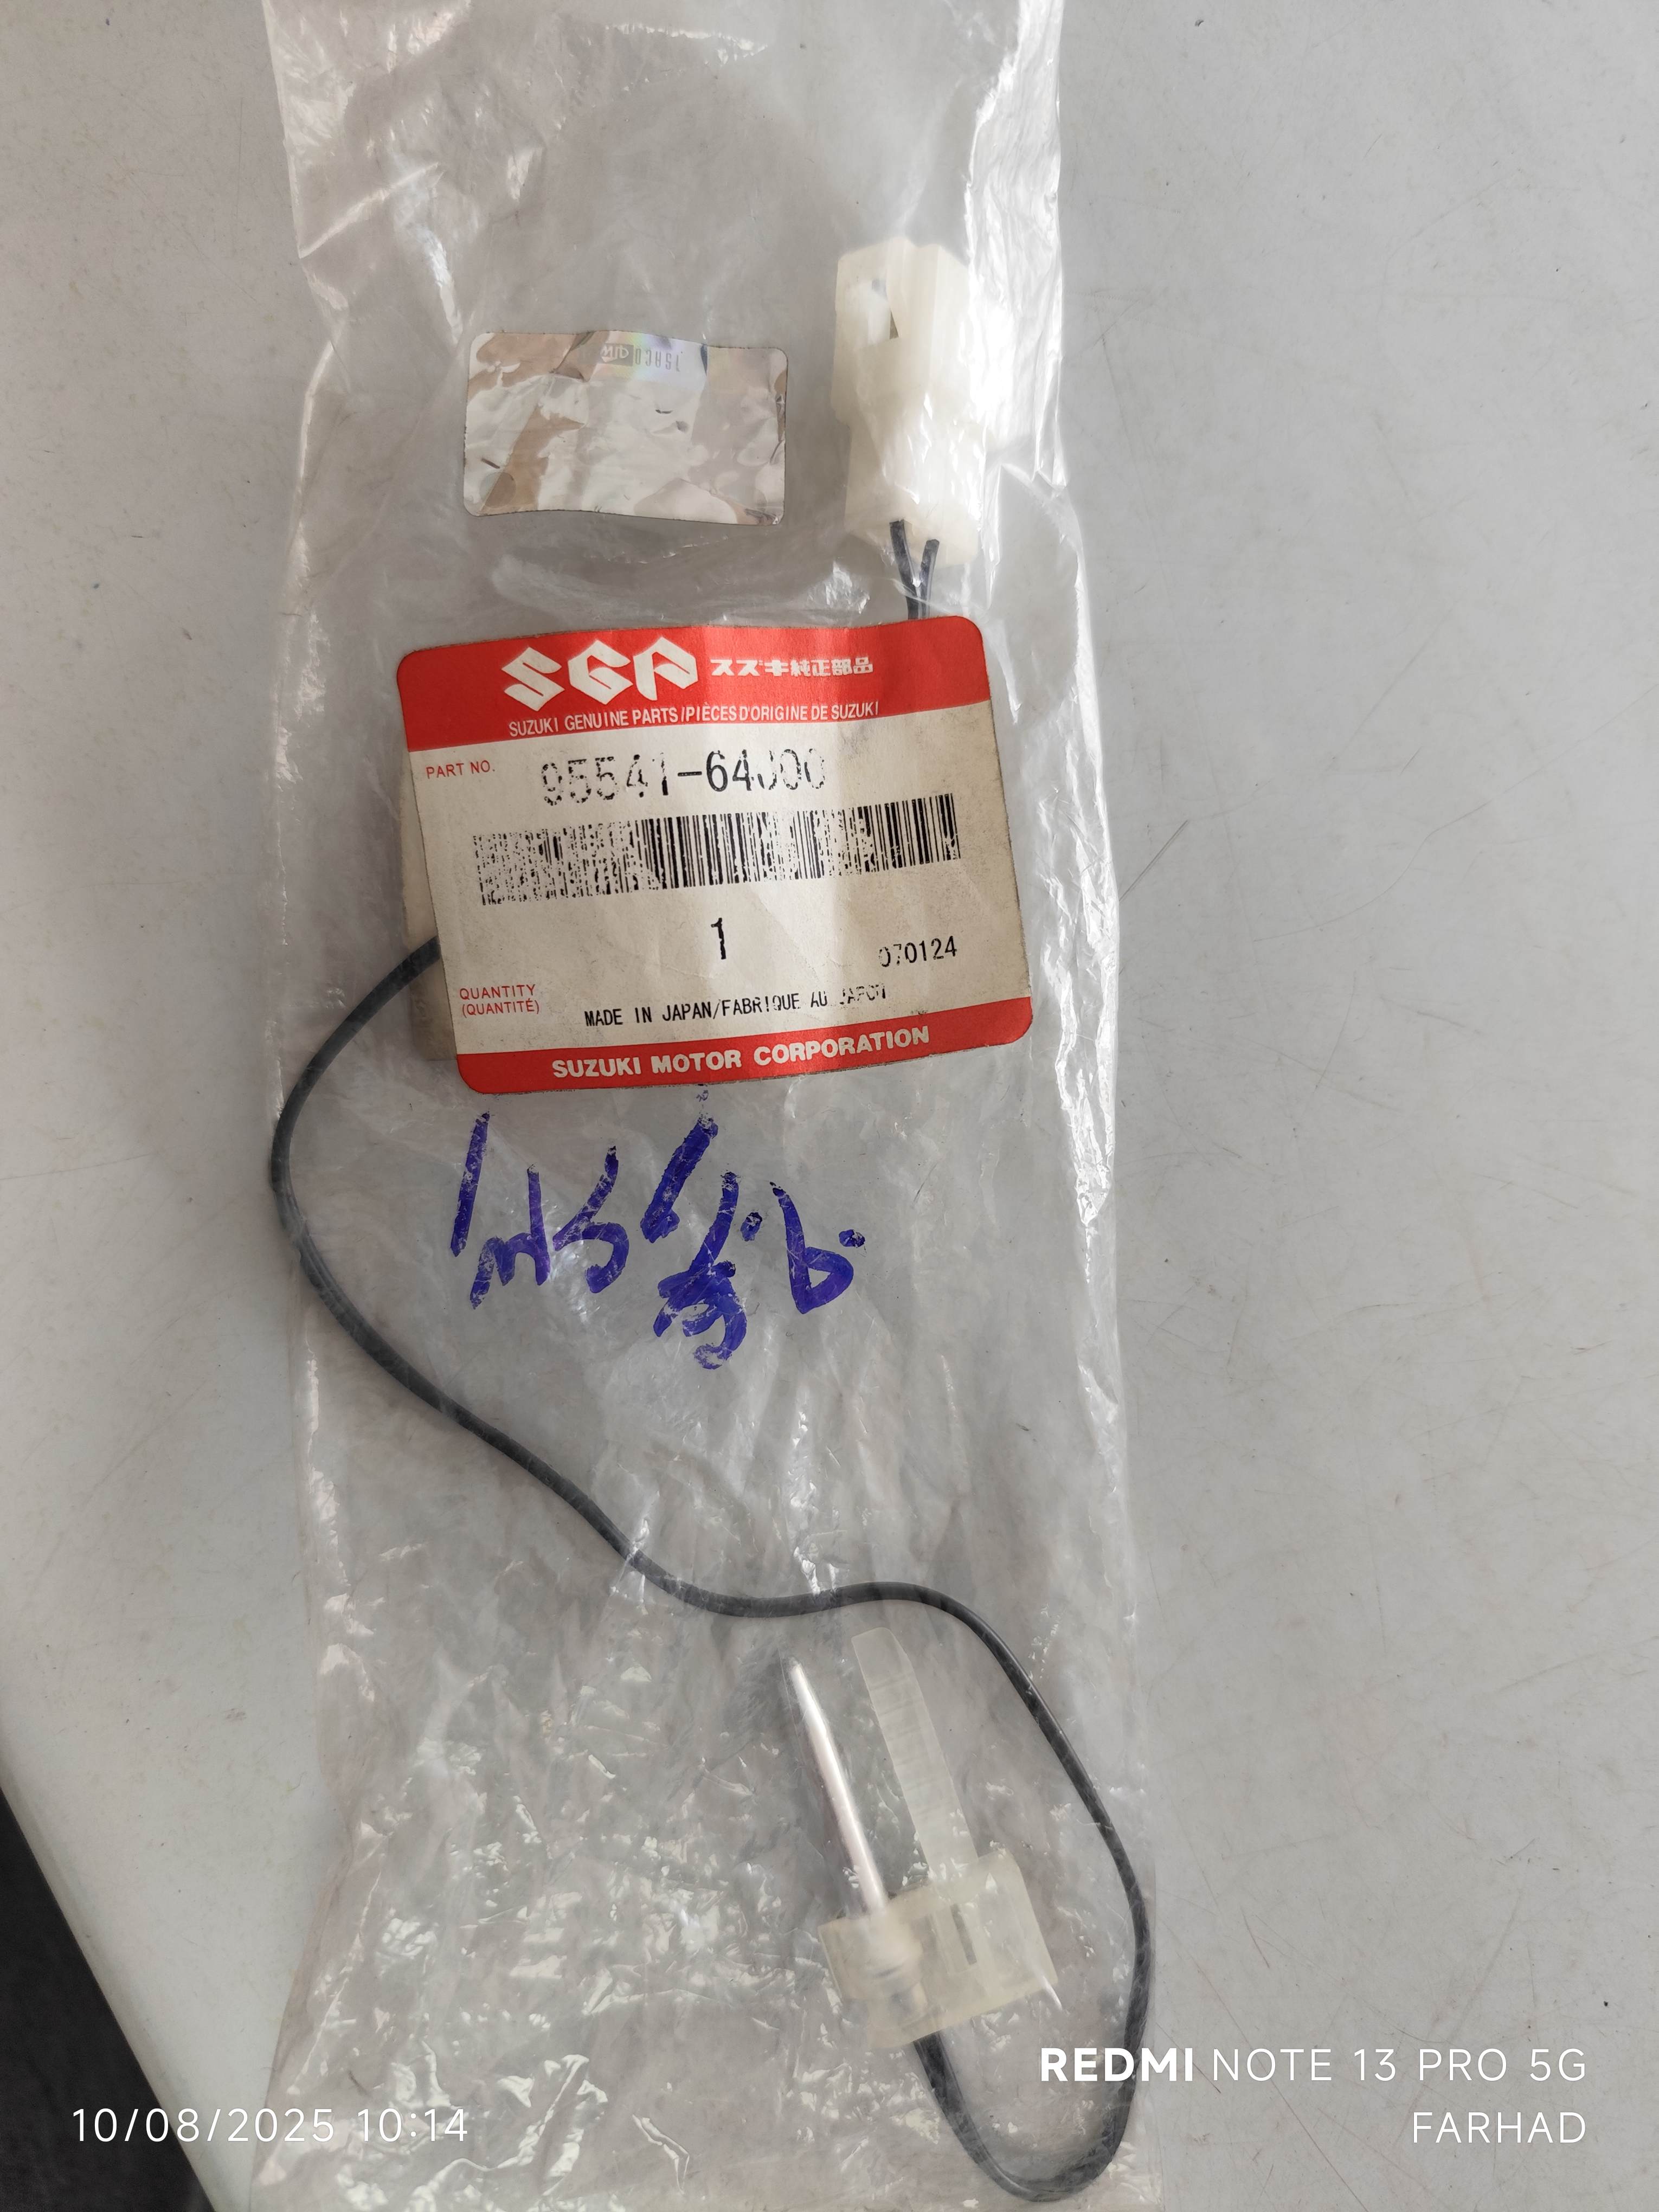 SGP スズキ純正部品
SUZUKI GENUINE PARTS/PIÈCES D'ORIGINE DE SUZUKI
PART NO. 95541-64J00
1
070124
QUANTITY
(QUANTITÉ)
MADE IN JAPAN/FABRIQUE AU JAPON
SUZUKI MOTOR CORPORATION
REDMI NOTE 13 PRO 5G
10/08/2025 10:14
FARHAD